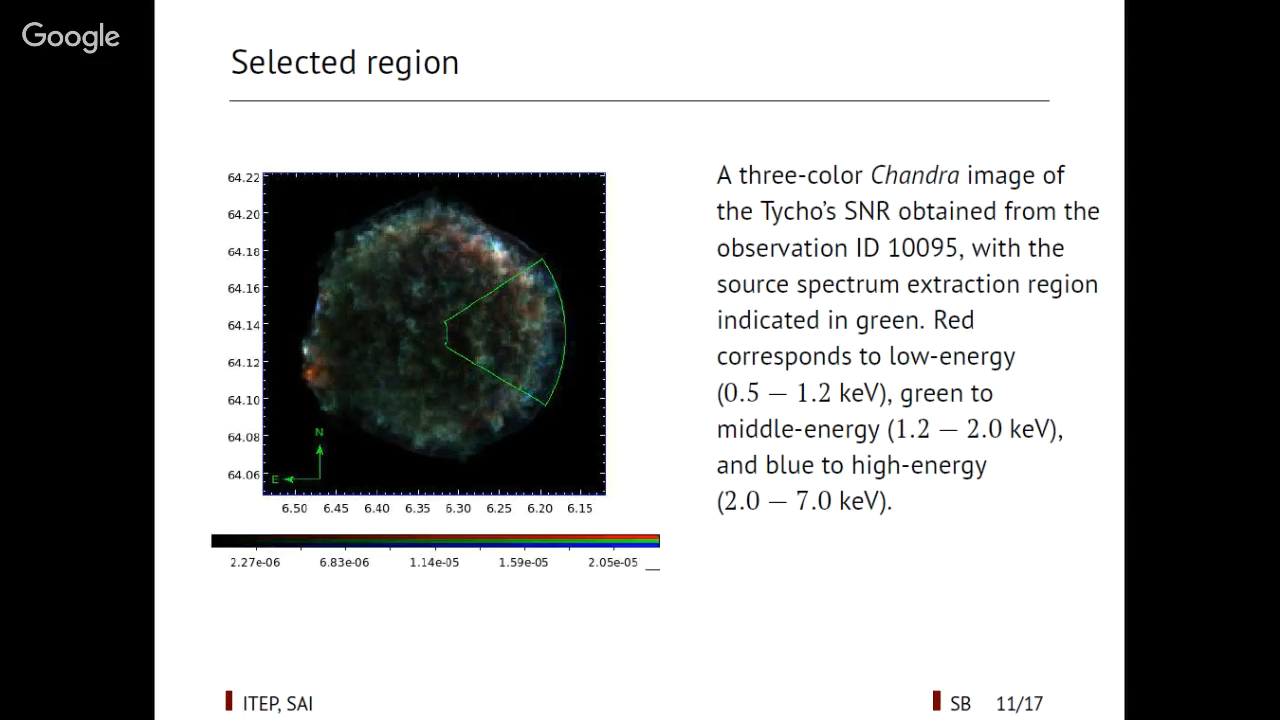 Google
Selected region
64.22
64.20
64.18
64.16
64.14
64.12
64.10
64.08
64.06
N
E
6.50 6.45 6.40 6.35 6.30 6.25 6.20 6.15
2.27e-06 6.83e-06 1.14e-05 1.59e-05 2.05e-05
A three-color Chandra image of
the Tycho's SNR obtained from the
observation ID 10095, with the
source spectrum extraction region
indicated in green. Red
corresponds to low-energy
(0.5 − 1.2 keV), green to
middle-energy (1.2 − 2.0 keV),
and blue to high-energy
(2.0 − 7.0 keV).
ITEP, SAI
SB 11/17